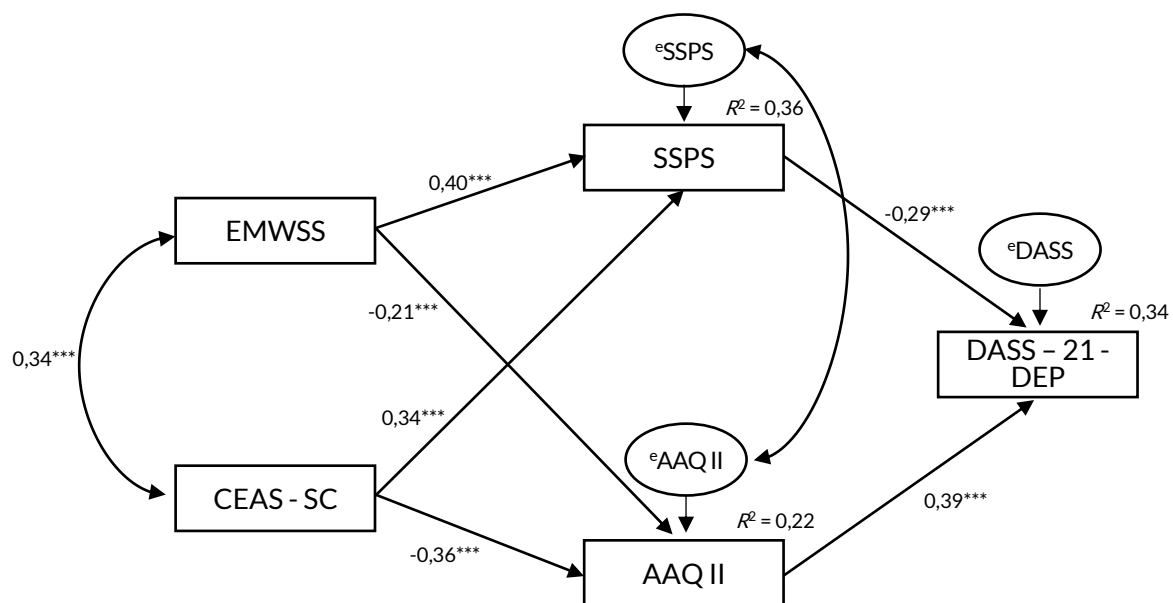 eSSPS
R² = 0,36
SSPS
0,40***
EMWSS
-0,29***
eDASS
-0,21***
R² = 0,34
0,34***
DASS – 21 -
DEP
0,34***
eAAQ II
CEAS - SC
0,39***
R² = 0,22
-0,36***
AAQ II